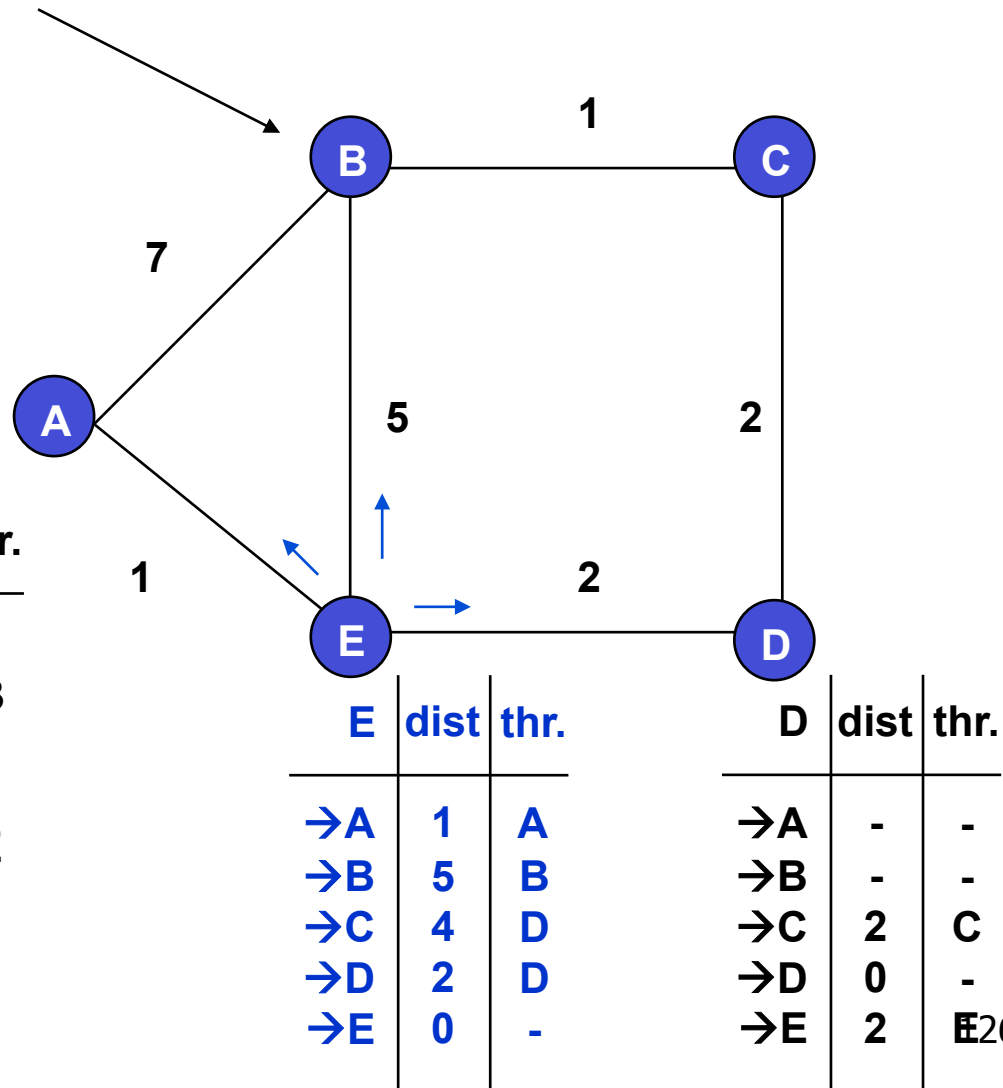 1
B C
7
A
5 2
r.
1 2
E D
E dist thr.
→A 1 A
→B 5 B
→C 4 D
→D 2 D
→E 0 -
D dist thr.
→A - -
→B - -
→C 2 C
→D 0 -
→E 2 E